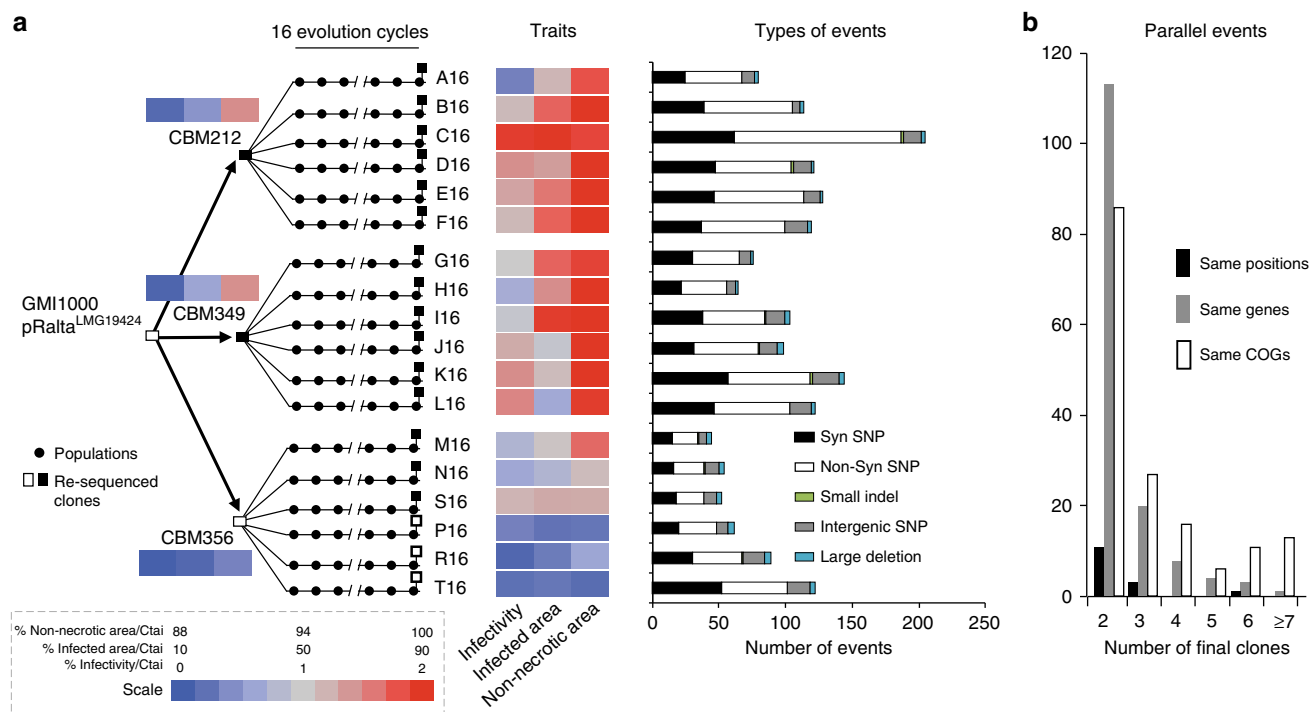 a
16 evolution cycles
Traits
Types of events
b
Parallel events
CBM212
CBM349
GMI1000
pRalta^LMG19424
CBM356
A16
B16
C16
D16
E16
F16
G16
H16
I16
J16
K16
L16
M16
N16
S16
P16
R16
T16
Populations
Re-sequenced
clones
% Non-necrotic area/Ctai 88 94 100
% Infected area/Ctai 10 50 90
% Infectivity/Ctai 0 1 2
Scale
Infectivity
Infected area
Non-necrotic area
Syn SNP
Non-Syn SNP
Small indel
Intergenic SNP
Large deletion
0 50 100 150 200 250
Number of events
120
100
80
60
40
20
0
Same positions
Same genes
Same COGs
2 3 4 5 6 ≥7
Number of final clones